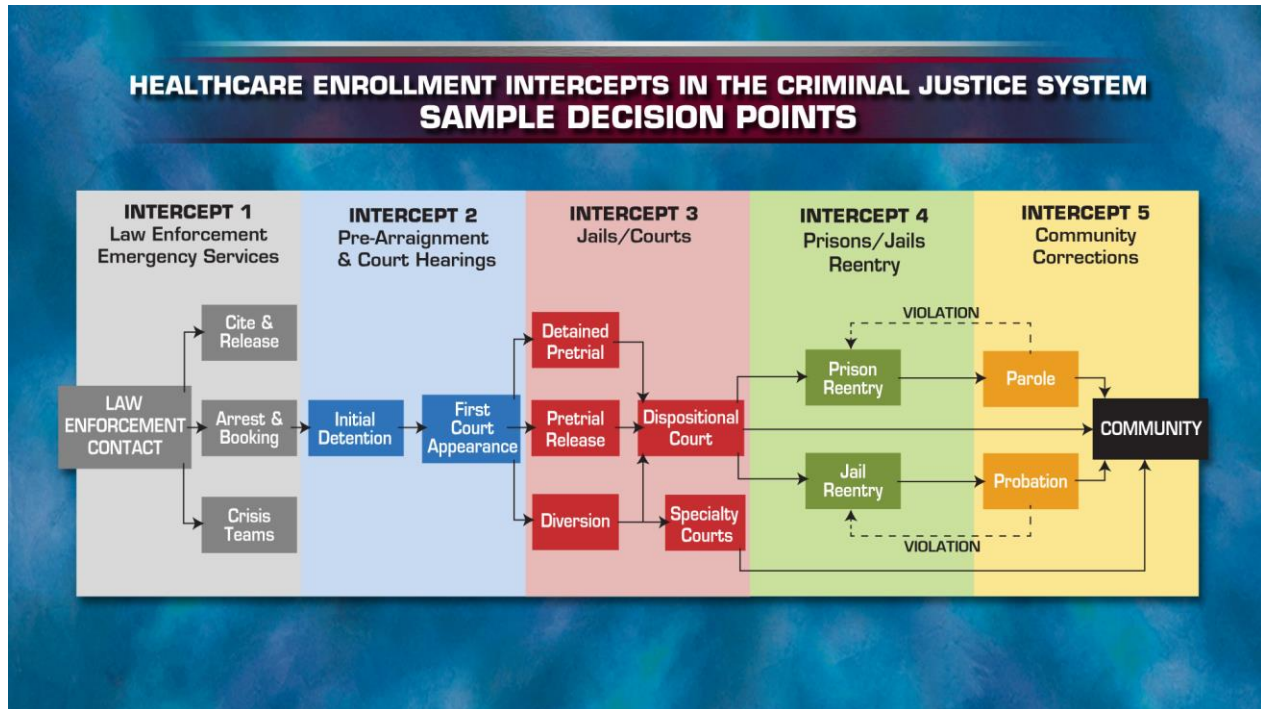 HEALTHCARE ENROLLMENT INTERCEPTS IN THE CRIMINAL JUSTICE SYSTEM
SAMPLE DECISION POINTS
INTERCEPT 1
Law Enforcement
Emergency Services
INTERCEPT 2
Pre-Arraignment
& Court Hearings
INTERCEPT 3
Jails/Courts
INTERCEPT 4
Prisons/Jails
Reentry
INTERCEPT 5
Community
Corrections
LAW
ENFORCEMENT
CONTACT
Cite &
Release
Arrest &
Booking
Crisis
Teams
Initial
Detention
First
Court
Appearance
Detained
Pretrial
Pretrial
Release
Diversion
Dispositional
Court
Specialty
Courts
VIOLATION
Prison
Reentry
Jail
Reentry
VIOLATION
Parole
Probation
COMMUNITY